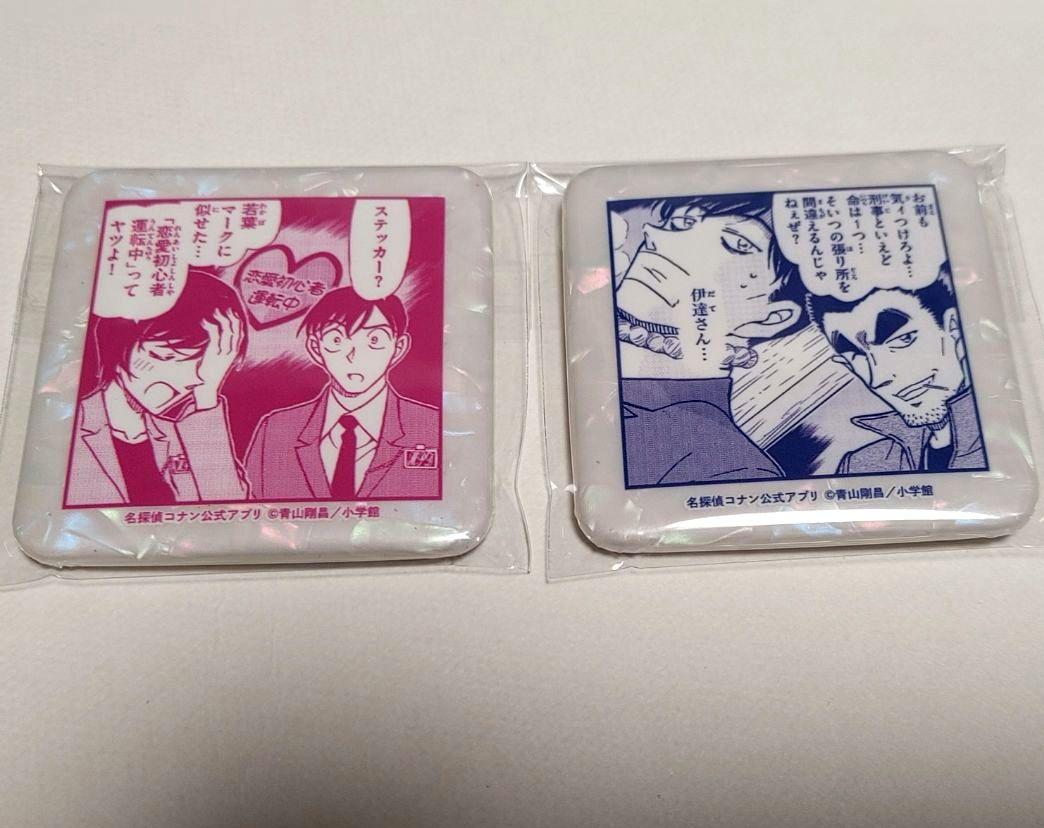 ステッカー?
若葉
マークに
似せた…
「恋愛初心者
運転中」って
ヤツよ!
恋愛初心者
運転中
名探偵コナン公式アプリ ©青山剛昌/小学館
お前も
気ィつけろよ…
刑事といえど
命は一つ…
そいつの張り所を
間違えるんじゃ
ねぇぜ?
伊達さん…
名探偵コナン公式アプリ ©青山剛昌/小学館